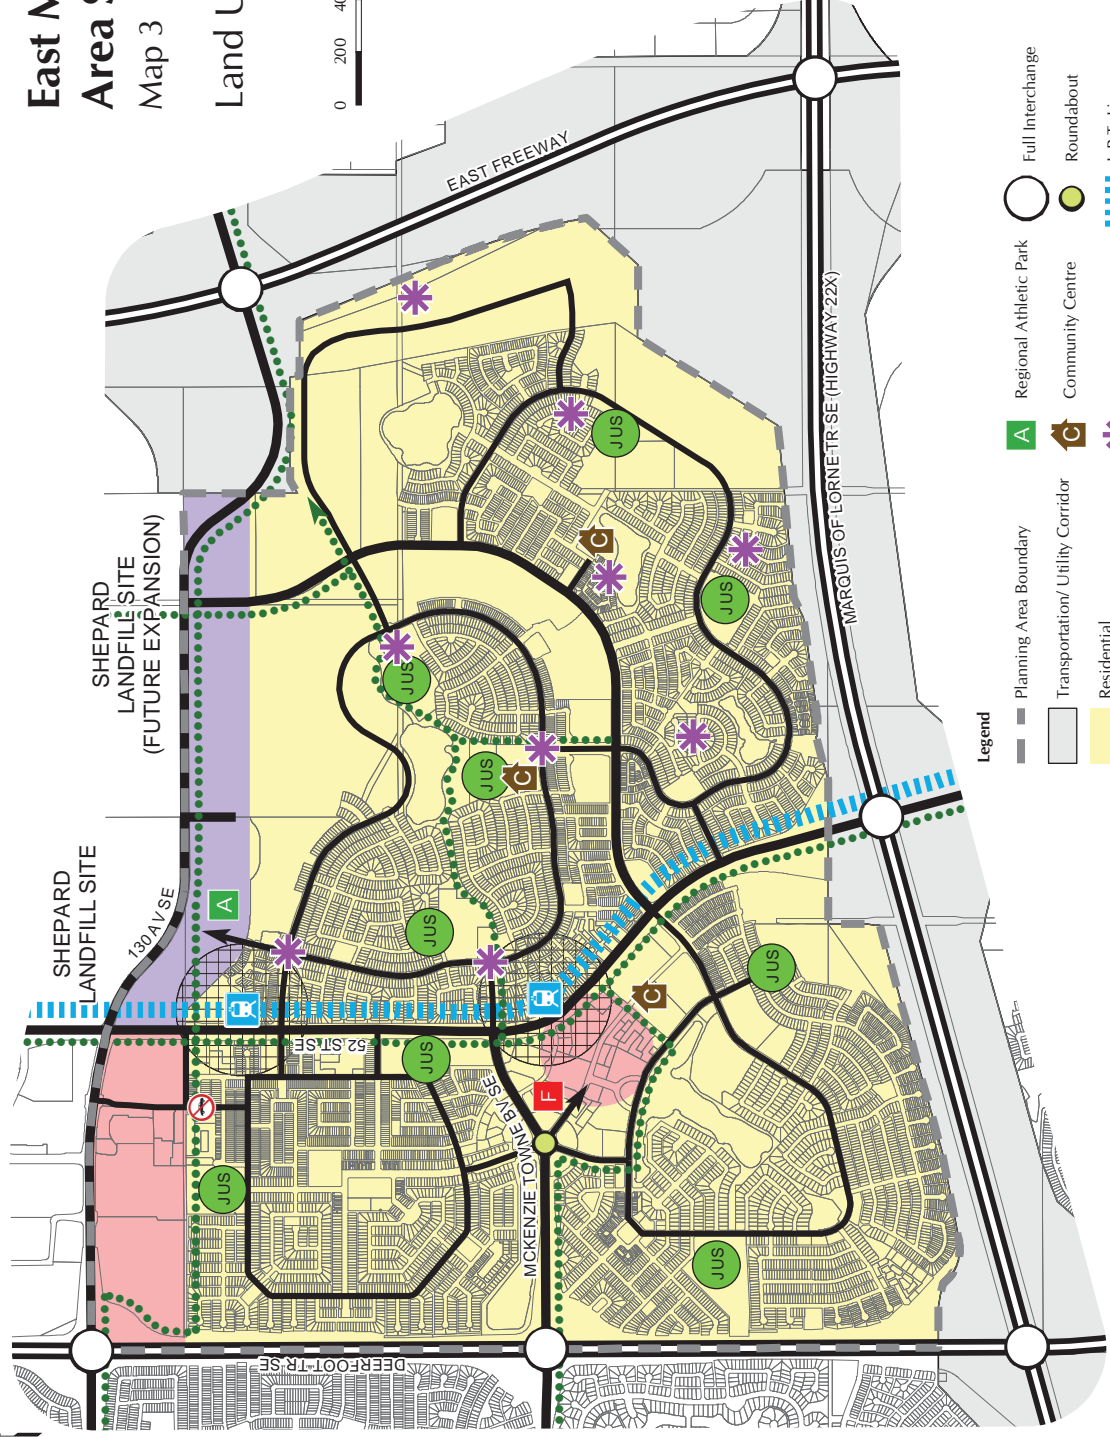 East M
Area S
Map 3
Land U
0 200 40
EAST FREEWAY
SHEPARD
LANDFILL SITE
(FUTURE EXPANSION)
SHEPARD
LANDFILL SITE
130 AV SE
A
52 ST SE
MCKENZIE TOWNE BV SE
DEERFOOT TR SE
MARQUIS OF LORNE TR SE (HIGHWAY 22X)
F
C
C
C
JUS
JUS
JUS
JUS
JUS
JUS
JUS
JUS
JUS
Legend
Planning Area Boundary
Transportation/ Utility Corridor
Residential
A Regional Athletic Park
C Community Centre
Full Interchange
Roundabout